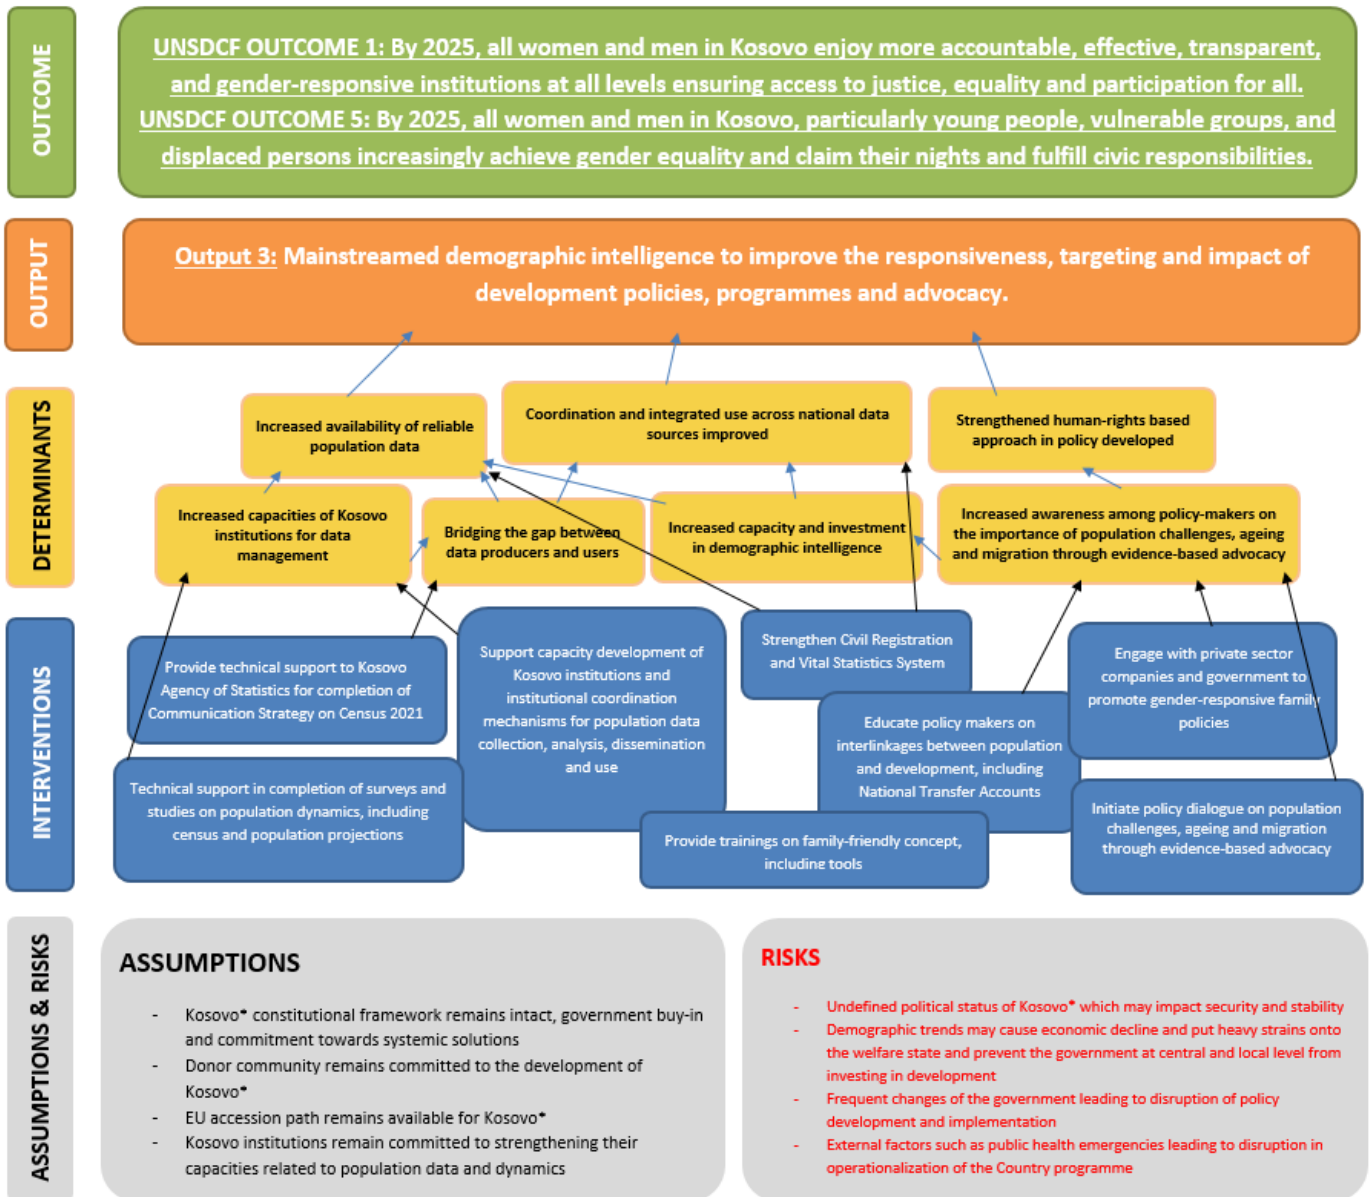 OUTCOME
UNSDCF OUTCOME 1: By 2025, all women and men in Kosovo enjoy more accountable, effective, transparent,
and gender-responsive institutions at all levels ensuring access to justice, equality and participation for all.
UNSDCF OUTCOME 5: By 2025, all women and men in Kosovo, particularly young people, vulnerable groups, and
displaced persons increasingly achieve gender equality and claim their rights and fulfill civic responsibilities.
OUTPUT
Output 3: Mainstreamed demographic intelligence to improve the responsiveness, targeting and impact of
development policies, programmes and advocacy.
DETERMINANTS
Increased availability of reliable
population data
Coordination and integrated use across national data
sources improved
Strengthened human-rights based
approach in policy developed
Increased capacities of Kosovo
institutions for data
management
Bridging the gap between
data producers and users
Increased capacity and investment
in demographic intelligence
Increased awareness among policy-makers on
the importance of population challenges, ageing
and migration through evidence-based advocacy
INTERVENTIONS
Provide technical support to Kosovo
Agency of Statistics for completion of
Communication Strategy on Census 2021
Technical support in completion of surveys and
studies on population dynamics, including
census and population projections
Support capacity development of
Kosovo institutions and
institutional coordination
mechanisms for population data
collection, analysis, dissemination
and use
Strengthen Civil Registration
and Vital Statistics System
Educate policy makers on
interlinkages between population
and development, including
National Transfer Accounts
Provide trainings on family-friendly concept,
including tools
Engage with private sector
companies and government to
promote gender-responsive family
policies
Initiate policy dialogue on population
challenges, ageing and migration
through evidence-based advocacy
ASSUMPTIONS & RISKS
ASSUMPTIONS
- Kosovo* constitutional framework remains intact, government buy-in
and commitment towards systemic solutions
- Donor community remains committed to the development of
Kosovo*
- EU accession path remains available for Kosovo*
- Kosovo institutions remain committed to strengthening their
capacities related to population data and dynamics
RISKS
- Undefined political status of Kosovo* which may impact security and stability
- Demographic trends may cause economic decline and put heavy strains onto
the welfare state and prevent the government at central and local level from
investing in development
- Frequent changes of the government leading to disruption of policy
development and implementation
- External factors such as public health emergencies leading to disruption in
operationalization of the Country programme